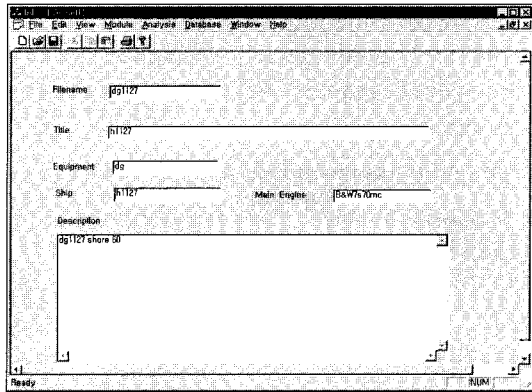 File Edit View Module Analysis Database Window Help
Filename dg1127
Title h1127
Equipment dg
Ship h1127 Main Engine B&W7s70mc
Description
dg1127 shore 60
Ready NUM